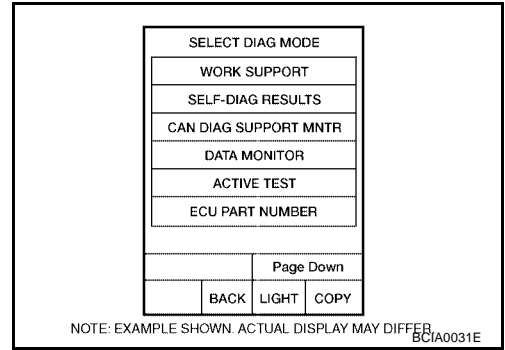 SELECT DIAG MODE
WORK SUPPORT
SELF-DIAG RESULTS
CAN DIAG SUPPORT MNTR
DATA MONITOR
ACTIVE TEST
ECU PART NUMBER
Page Down
BACK LIGHT COPY
NOTE: EXAMPLE SHOWN. ACTUAL DISPLAY MAY DIFFER.
BCIA0031E